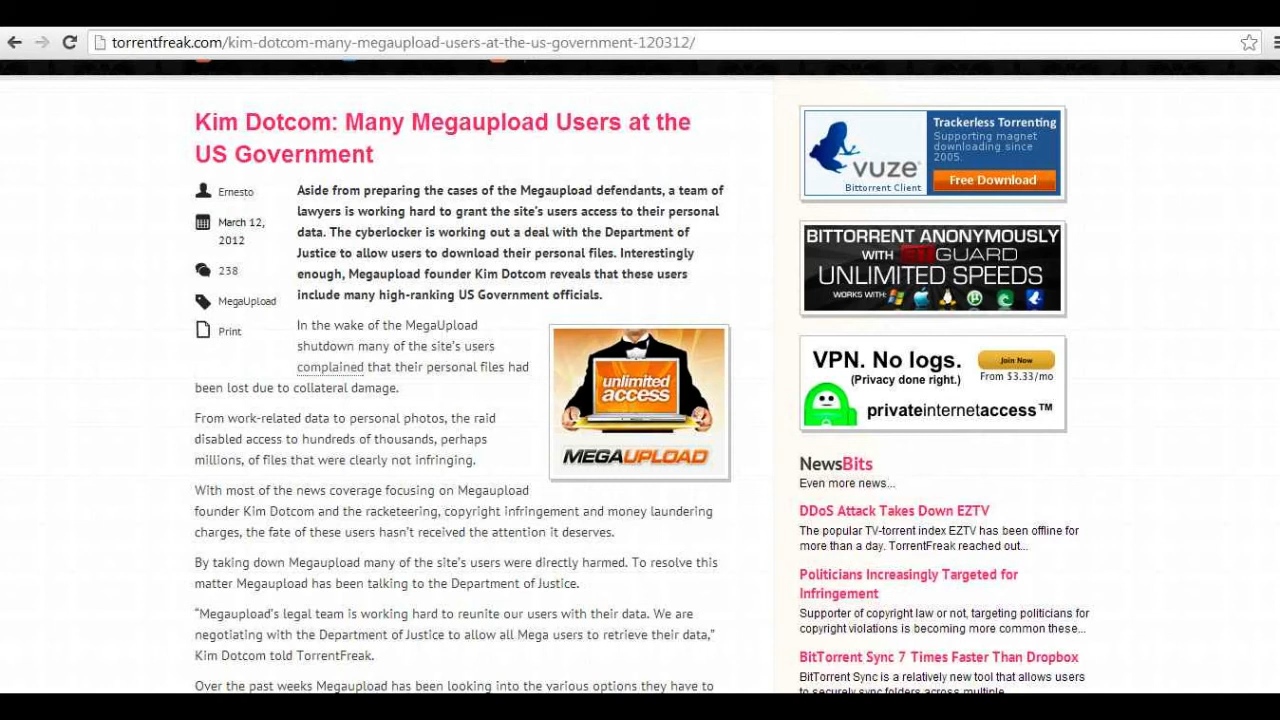 torrentfreak.com/kim-dotcom-many-megaupload-users-at-the-us-government-120312/
Kim Dotcom: Many Megaupload Users at the
US Government
Ernesto
March 12,
2012
238
MegaUpload
Print
Aside from preparing the cases of the Megaupload defendants, a team of
lawyers is working hard to grant the site's users access to their personal
data. The cyberlocker is working out a deal with the Department of
Justice to allow users to download their personal files. Interestingly
enough, Megaupload founder Kim Dotcom reveals that these users
include many high-ranking US Government officials.
In the wake of the MegaUpload
shutdown many of the site's users
complained that their personal files had
been lost due to collateral damage.
From work-related data to personal photos, the raid
disabled access to hundreds of thousands, perhaps
millions, of files that were clearly not infringing.
With most of the news coverage focusing on Megaupload
founder Kim Dotcom and the racketeering, copyright infringement and money laundering
charges, the fate of these users hasn't received the attention it deserves.
By taking down Megaupload many of the site's users were directly harmed. To resolve this
matter Megaupload has been talking to the Department of Justice.
“Megaupload's legal team is working hard to reunite our users with their data. We are
negotiating with the Department of Justice to allow all Mega users to retrieve their data,”
Kim Dotcom told TorrentFreak.
Over the past weeks Megaupload has been looking into the various options they have to
unlimited
access
MEGAUPLOAD
Trackerless Torrenting
Supporting magnet
downloading since
2005.
Free Download
vuze
Bittorrent Client
BITTORRENT ANONYMOUSLY
WITH BTGUARD
UNLIMITED SPEEDS
WORKS WITH:
VPN. No logs.
(Privacy done right.)
Join Now
From $3.33/mo
privateinternetaccess™
NewsBits
Even more news...
DDoS Attack Takes Down EZTV
The popular TV-torrent index EZTV has been offline for
more than a day. TorrentFreak reached out...
Politicians Increasingly Targeted for
Infringement
Supporter of copyright law or not, targeting politicians for
copyright violations is becoming more common these...
BitTorrent Sync 7 Times Faster Than Dropbox
BitTorrent Sync is a relatively new tool that allows users
to securely sync folders across multiple